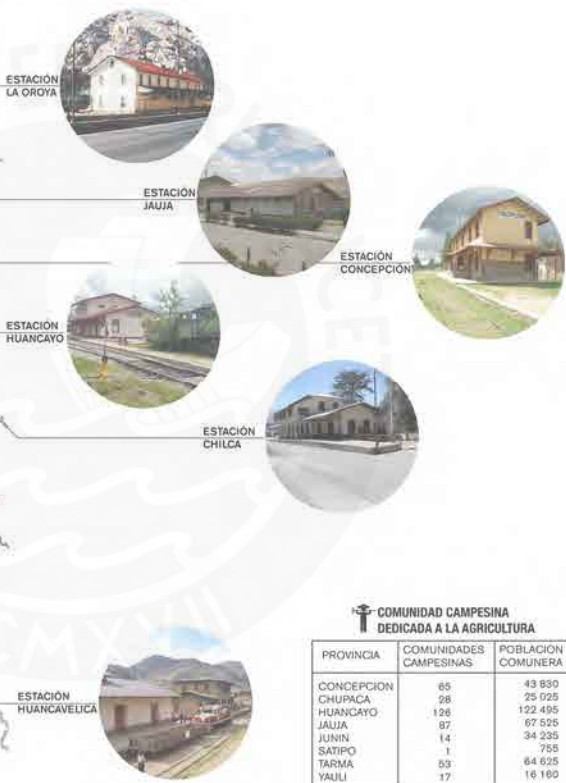 ESTACIÓN
LA OROYA
ESTACIÓN
JAUJA
ESTACIÓN
CONCEPCIÓN
ESTACIÓN
HUANCAYO
ESTACIÓN
CHILCA
ESTACIÓN
HUANCAVELICA
COMUNIDAD CAMPESINA
DEDICADA A LA AGRICULTURA
PROVINCIA COMUNIDADES CAMPESINAS POBLACIÓN COMUNERA
CONCEPCION 65 43 830
CHUPACA 28 25 025
HUANCAYO 126 122 495
JAUJA 87 67 525
JUNIN 14 34 235
SATIPO 1 755
TARMA 53 64 625
YAULI 17 16 160